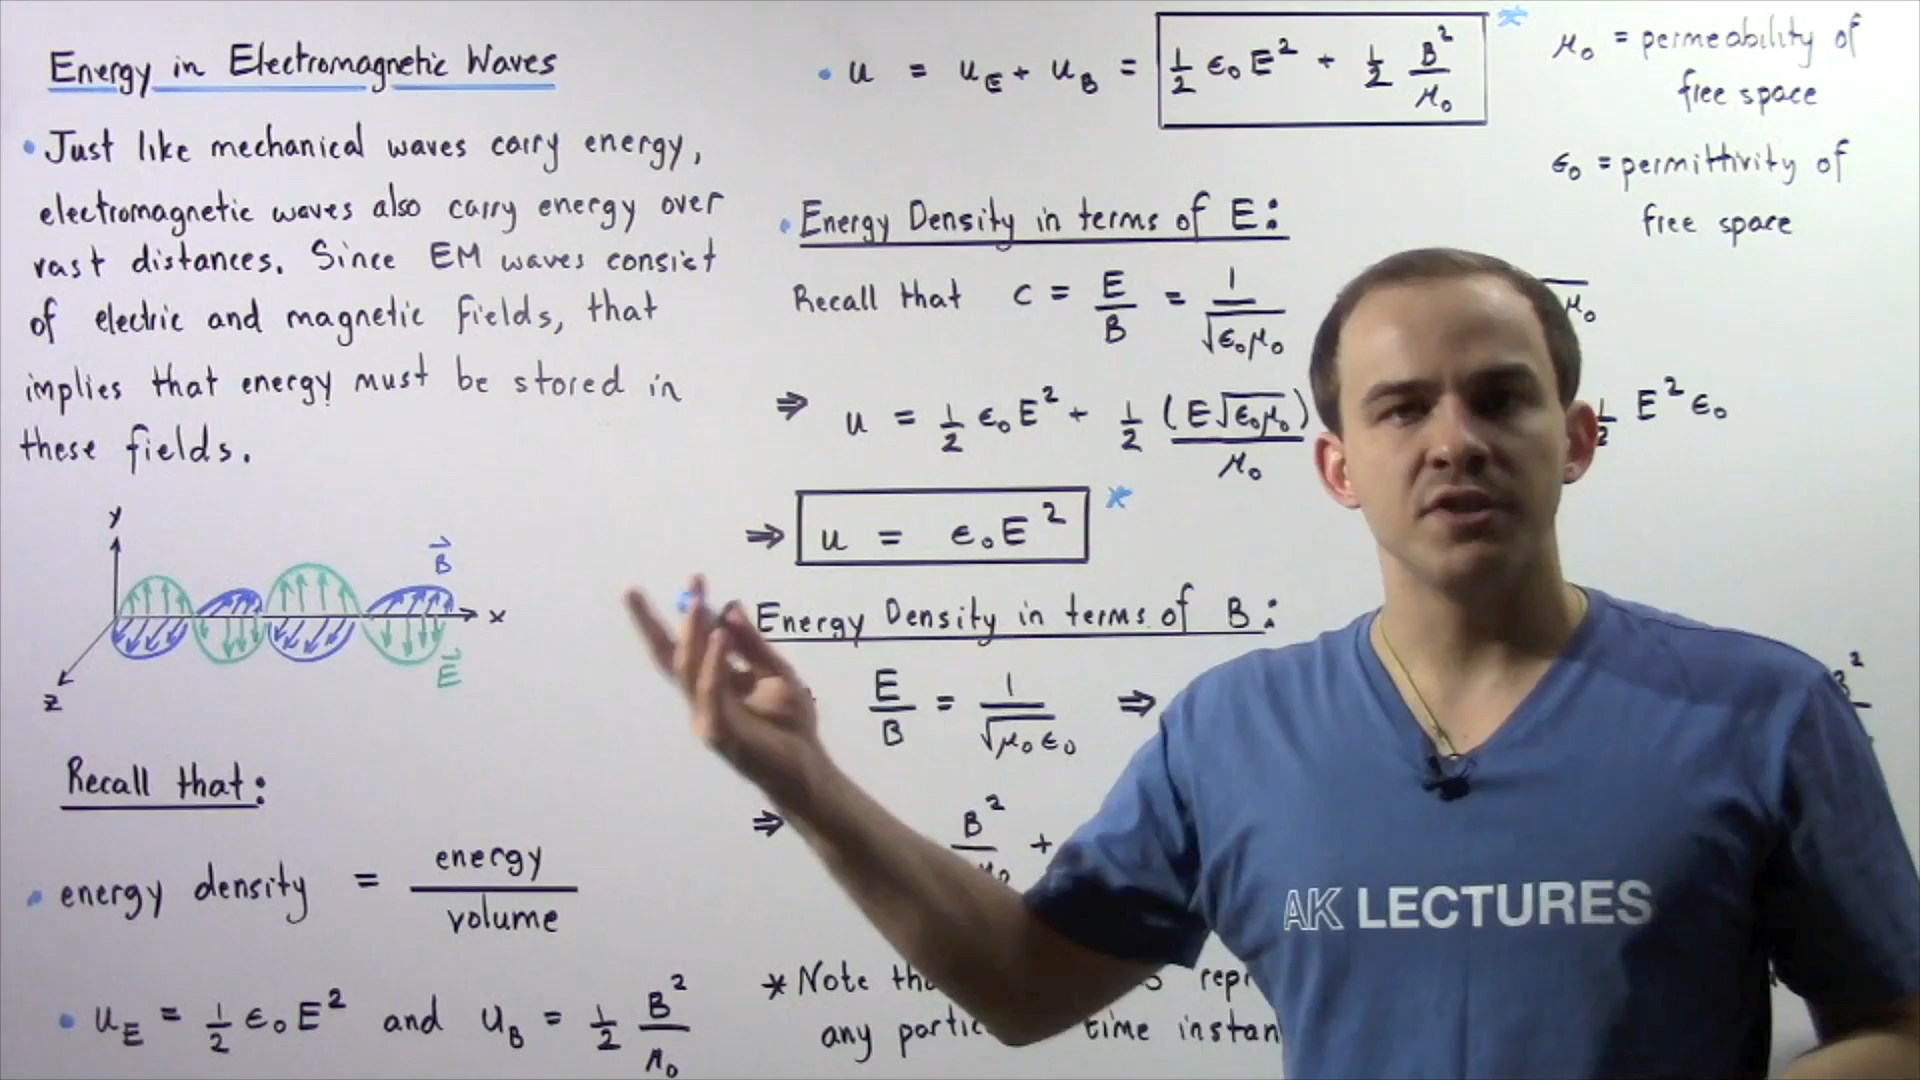 Energy in Electromagnetic Waves
• Just like mechanical waves carry energy,
electromagnetic waves also carry energy over
vast distances. Since EM waves consist
of electric and magnetic fields, that
implies that energy must be stored in
these fields.
y
B⃗
x
E⃗
z
Recall that:
• energy density = energy / volume
• u_E = 1/2 ϵ₀E² and u_B = 1/2 B²/μ₀
• u = u_E + u_B = 1/2 ϵ₀E² + 1/2 B²/μ₀ *
μ₀ = permeability of
free space
ϵ₀ = permittivity of
free space
• Energy Density in terms of E:
Recall that c = E/B = 1/√(ϵ₀μ₀) μ₀
⇒ u = 1/2 ϵ₀E² + 1/2 (E√(ϵ₀μ₀))/μ₀ 1/2 E²ϵ₀
⇒ u = ϵ₀E² *
Energy Density in terms of B:
E/B = 1/√(μ₀ϵ₀) ⇒ B²
⇒ B²/μ₀ +
* Note
any time
AK LECTURES